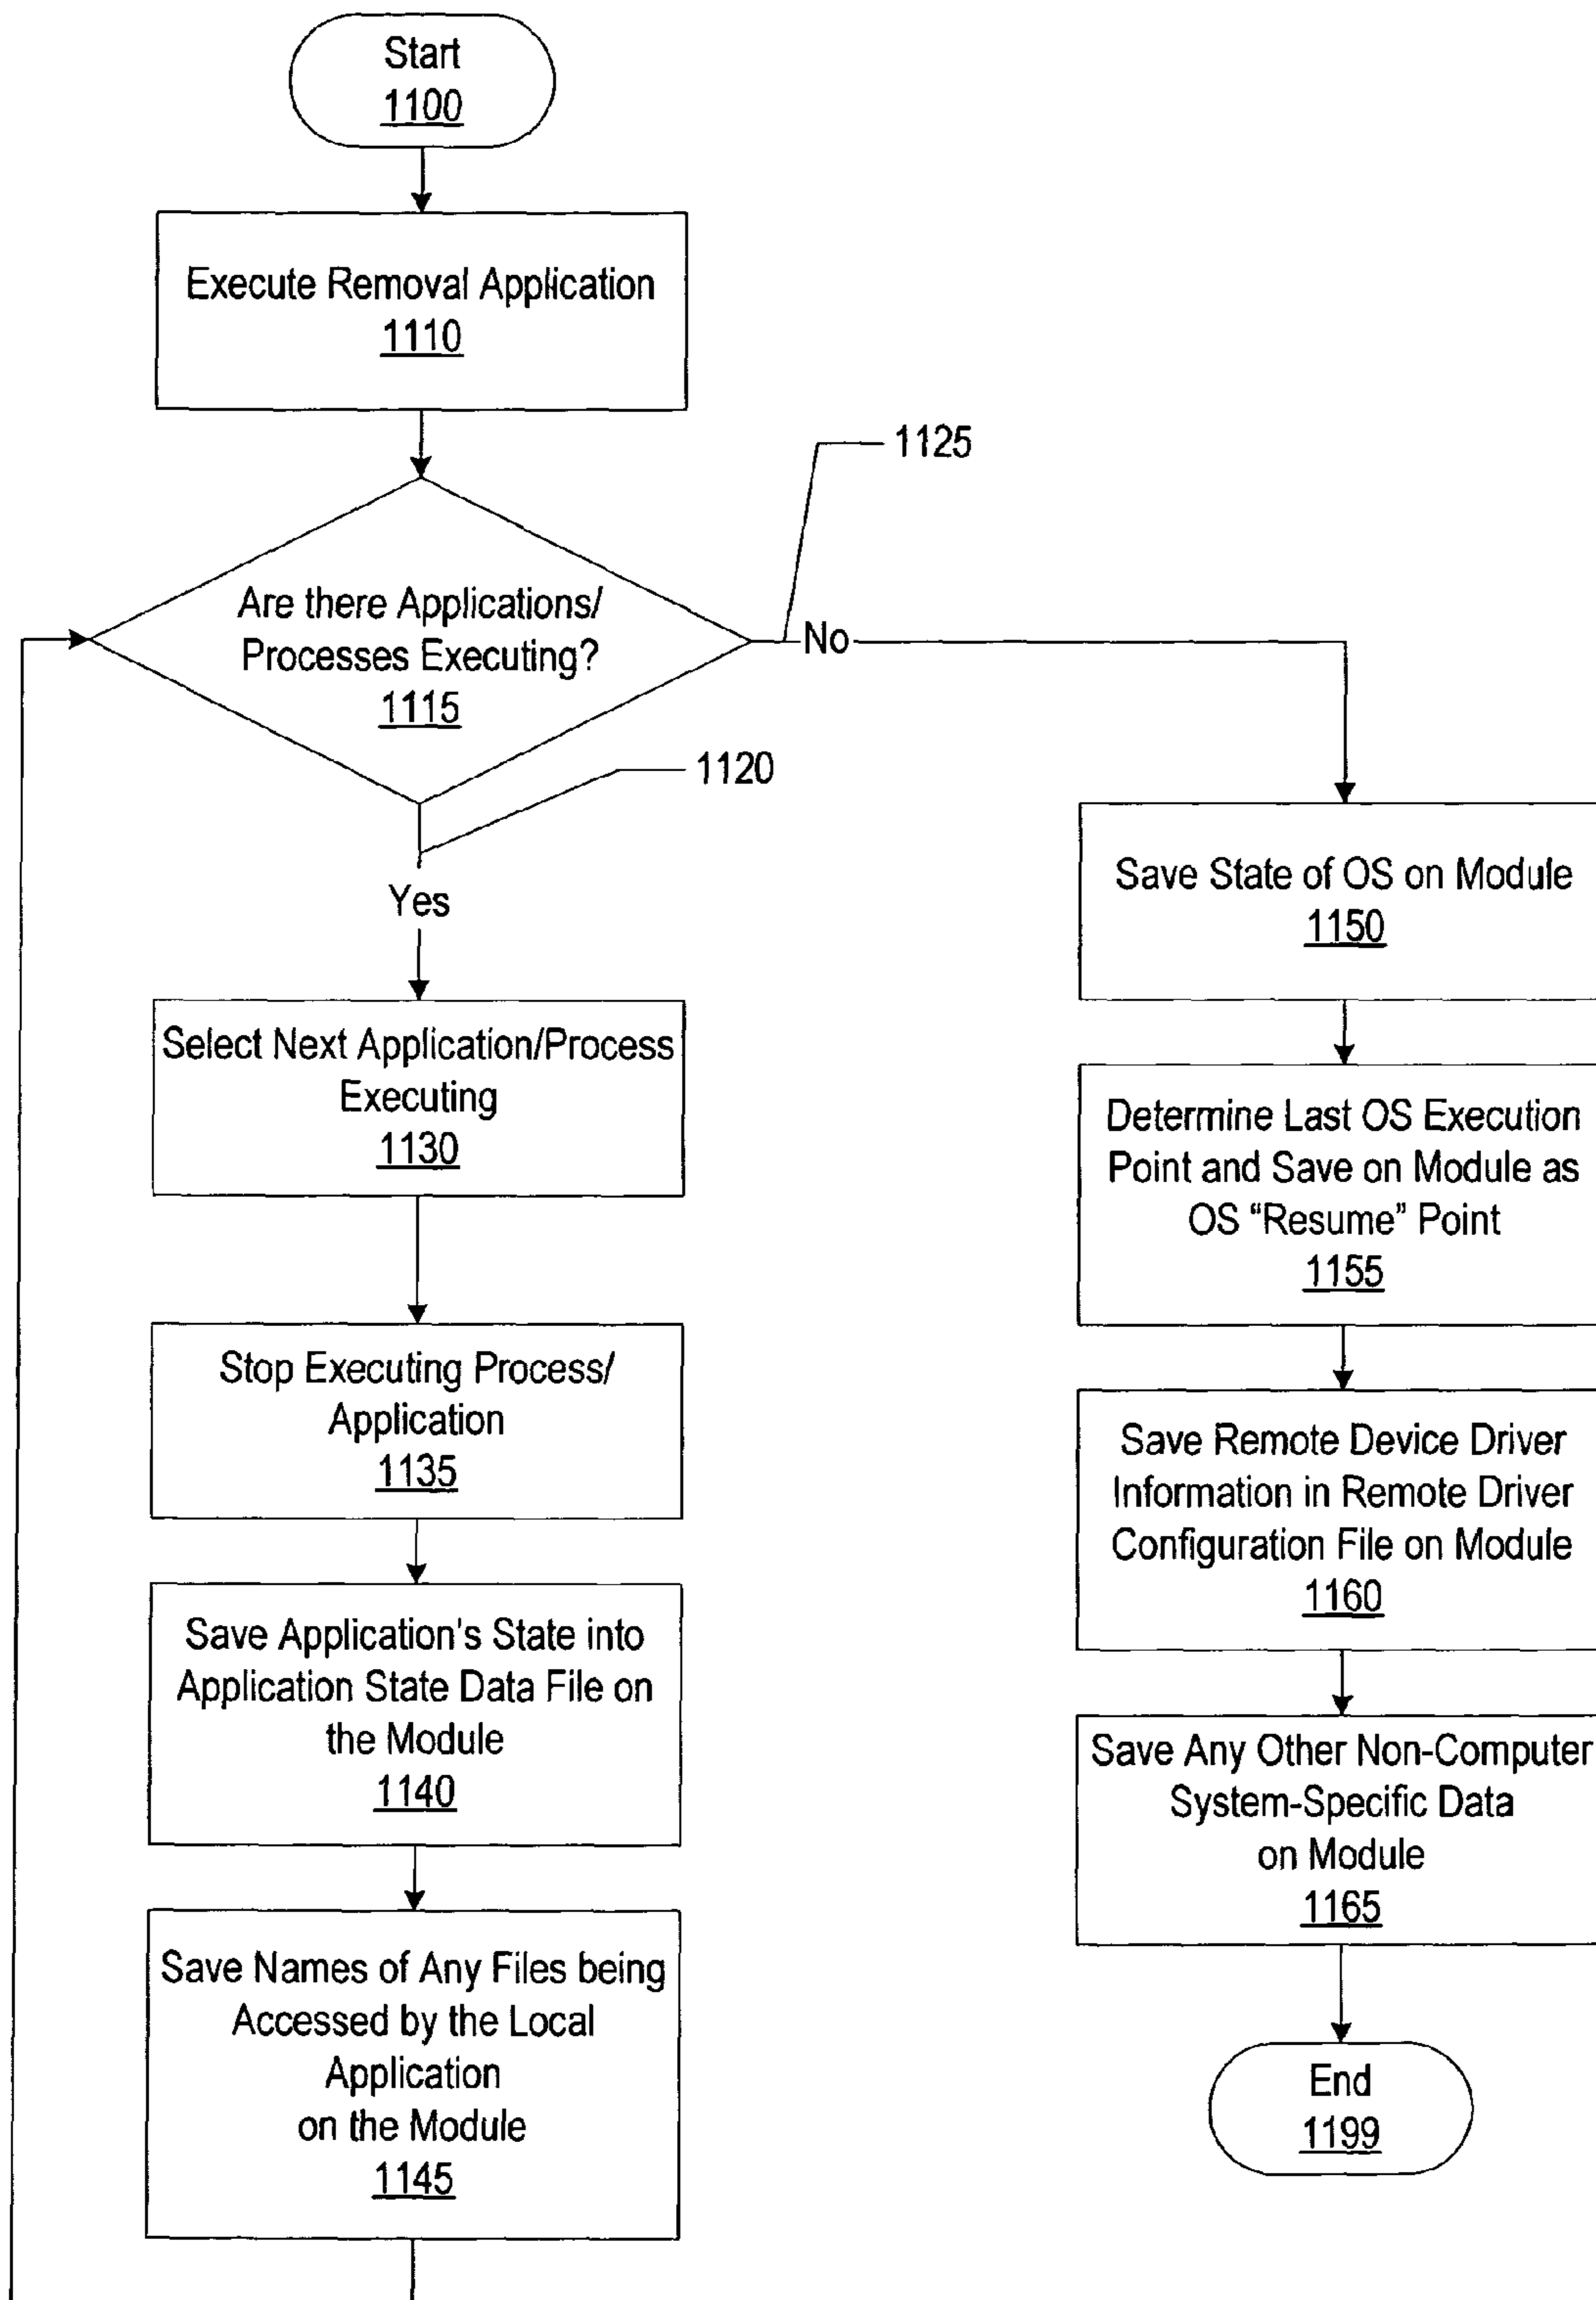 Start
1100
Execute Removal Application
1110
1125
Are there Applications/
Processes Executing?
1115
No
1120
Yes
Select Next Application/Process
Executing
1130
Stop Executing Process/
Application
1135
Save Application's State into
Application State Data File on
the Module
1140
Save Names of Any Files being
Accessed by the Local
Application
on the Module
1145
Save State of OS on Module
1150
Determine Last OS Execution
Point and Save on Module as
OS “Resume” Point
1155
Save Remote Device Driver
Information in Remote Driver
Configuration File on Module
1160
Save Any Other Non-Computer
System-Specific Data
on Module
1165
End
1199